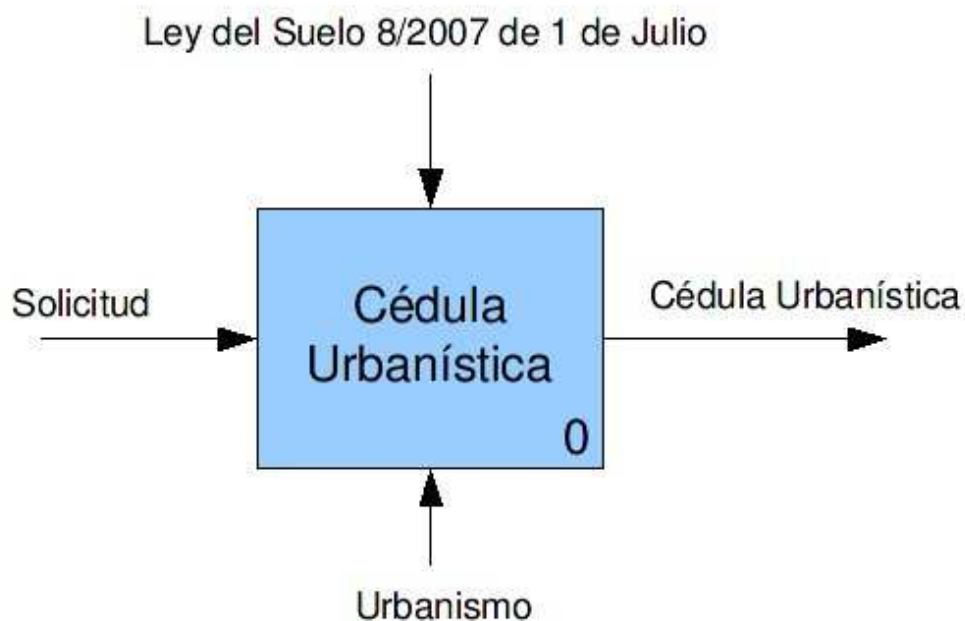 Ley del Suelo 8/2007 de 1 de Julio
Solicitud
Cédula
Urbanística
0
Cédula Urbanística
Urbanismo